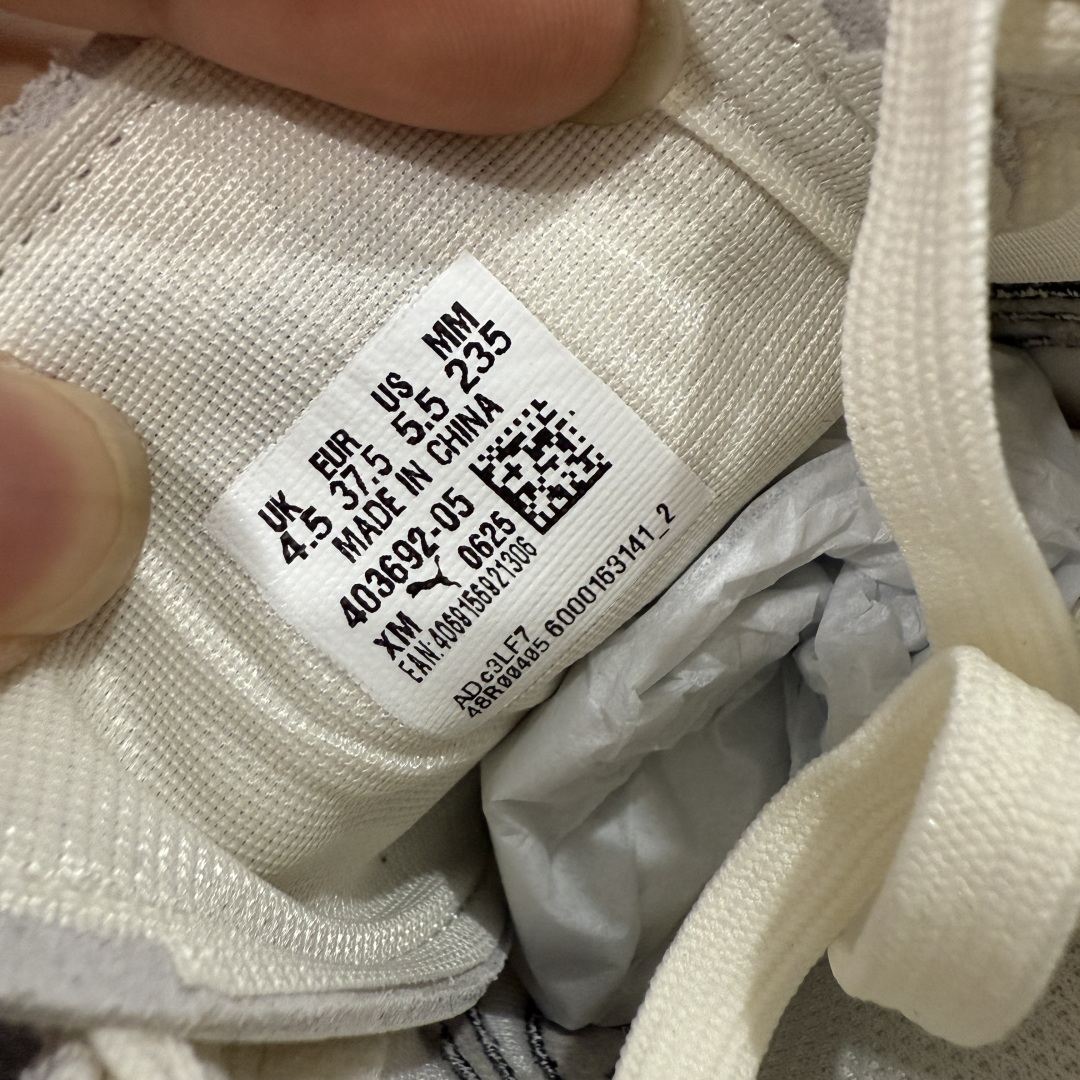 UK EUR US MM
4.5 37.5 5.5 235
MADE IN CHINA
403692-05
XM 0625
EAN:4069156921306
ADc3LF7
48R00405 6000163141_2